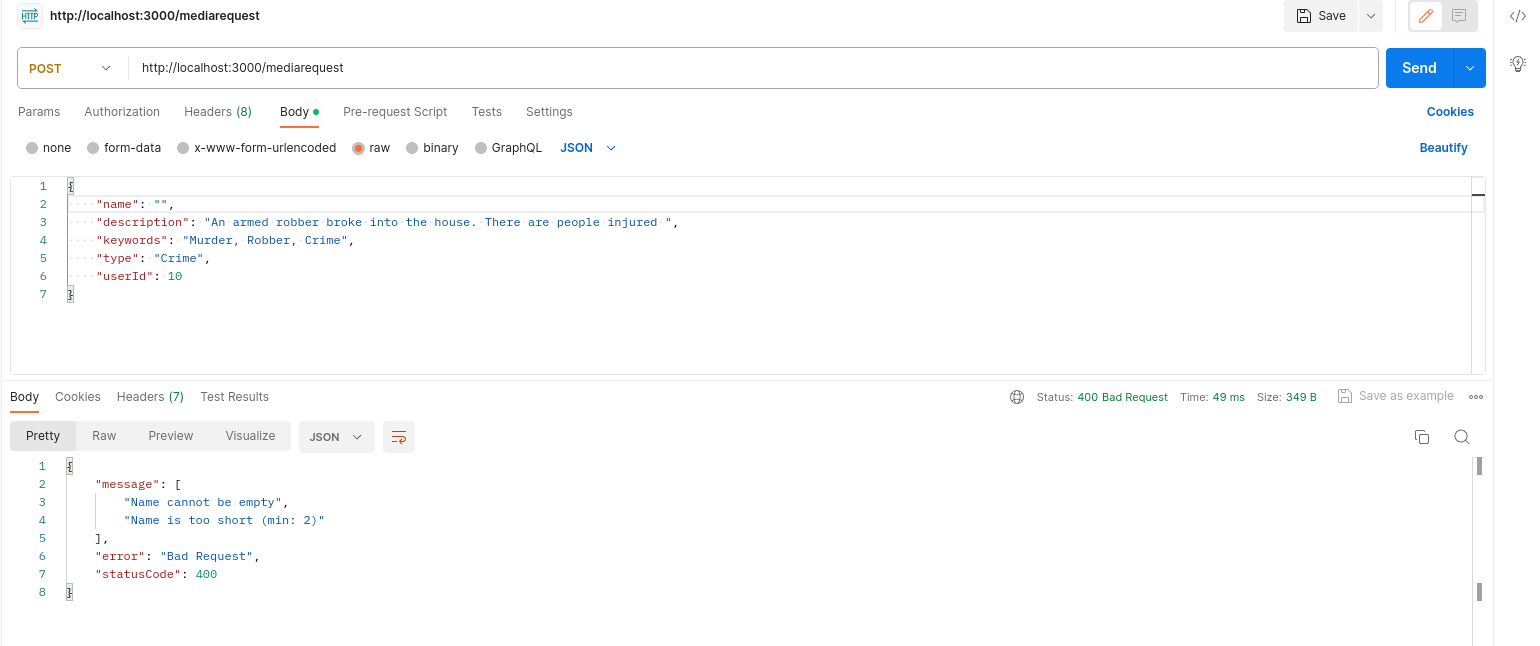 HTTP http://localhost:3000/mediarequest Save </>
POST http://localhost:3000/mediarequest Send
Params Authorization Headers (8) Body Pre-request Script Tests Settings Cookies
none form-data x-www-form-urlencoded raw binary GraphQL JSON Beautify
1 {
2 "name": "",
3 "description": "An armed robber broke into the house. There are people injured ",
4 "keywords": "Murder, Robber, Crime",
5 "type": "Crime",
6 "userId": 10
7 }
Body Cookies Headers (7) Test Results Status: 400 Bad Request Time: 49 ms Size: 349 B Save as example
Pretty Raw Preview Visualize JSON
1 {
2 "message": [
3 "Name cannot be empty",
4 "Name is too short (min: 2)"
5 ],
6 "error": "Bad Request",
7 "statusCode": 400
8 }